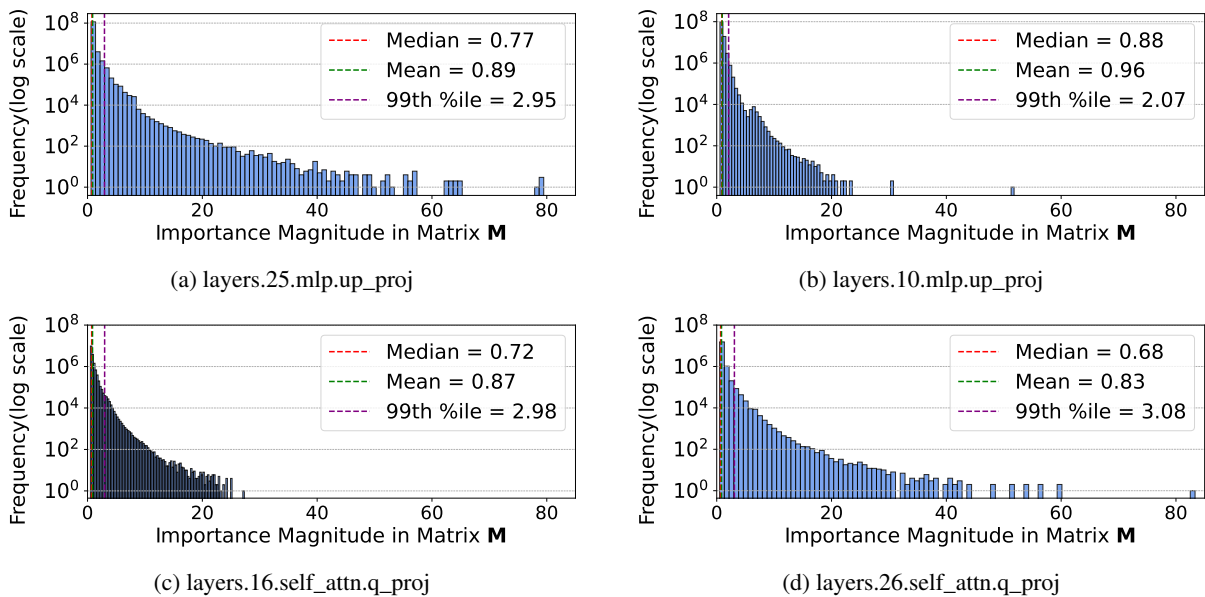 Frequency(log scale)
10^8
10^6
10^4
10^2
10^0
Median = 0.77
Mean = 0.89
99th %ile = 2.95
0 20 40 60 80
Importance Magnitude in Matrix M
(a) layers.25.mlp.up_proj
Frequency(log scale)
10^8
10^6
10^4
10^2
10^0
Median = 0.88
Mean = 0.96
99th %ile = 2.07
0 20 40 60 80
Importance Magnitude in Matrix M
(b) layers.10.mlp.up_proj
Frequency(log scale)
10^8
10^6
10^4
10^2
10^0
Median = 0.72
Mean = 0.87
99th %ile = 2.98
0 20 40 60 80
Importance Magnitude in Matrix M
(c) layers.16.self_attn.q_proj
Frequency(log scale)
10^8
10^6
10^4
10^2
10^0
Median = 0.68
Mean = 0.83
99th %ile = 3.08
0 20 40 60 80
Importance Magnitude in Matrix M
(d) layers.26.self_attn.q_proj